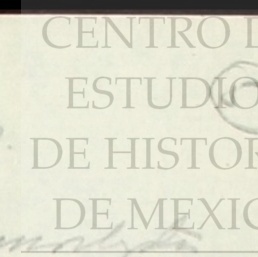 CENTRO D
ESTUDIO
DE HISTOR
DE MEXIC